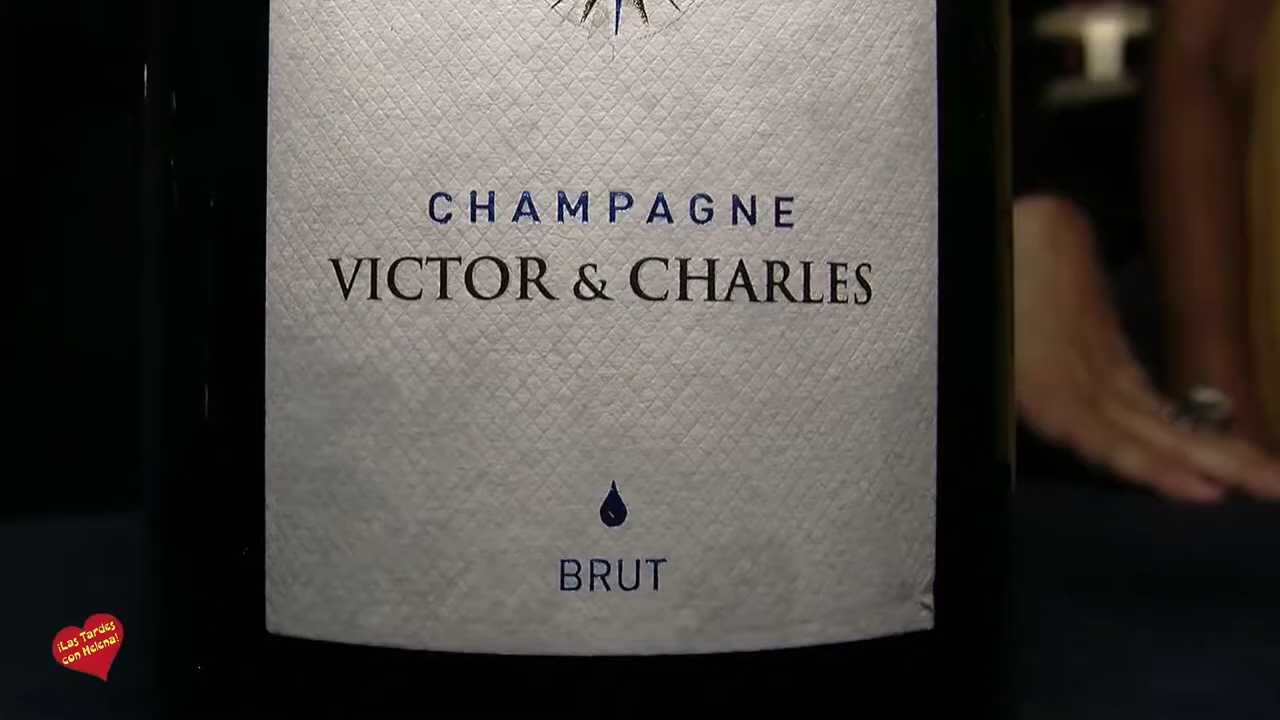 CHAMPAGNE
VICTOR & CHARLES
BRUT
¡Las Tardes
con Helena!